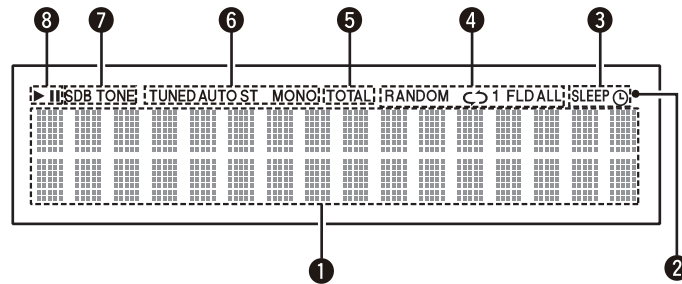 8 7 6 5 4 3
► II SDB TONE TUNED AUTO ST MONO TOTAL RANDOM 1 FLD ALL SLEEP
1 2